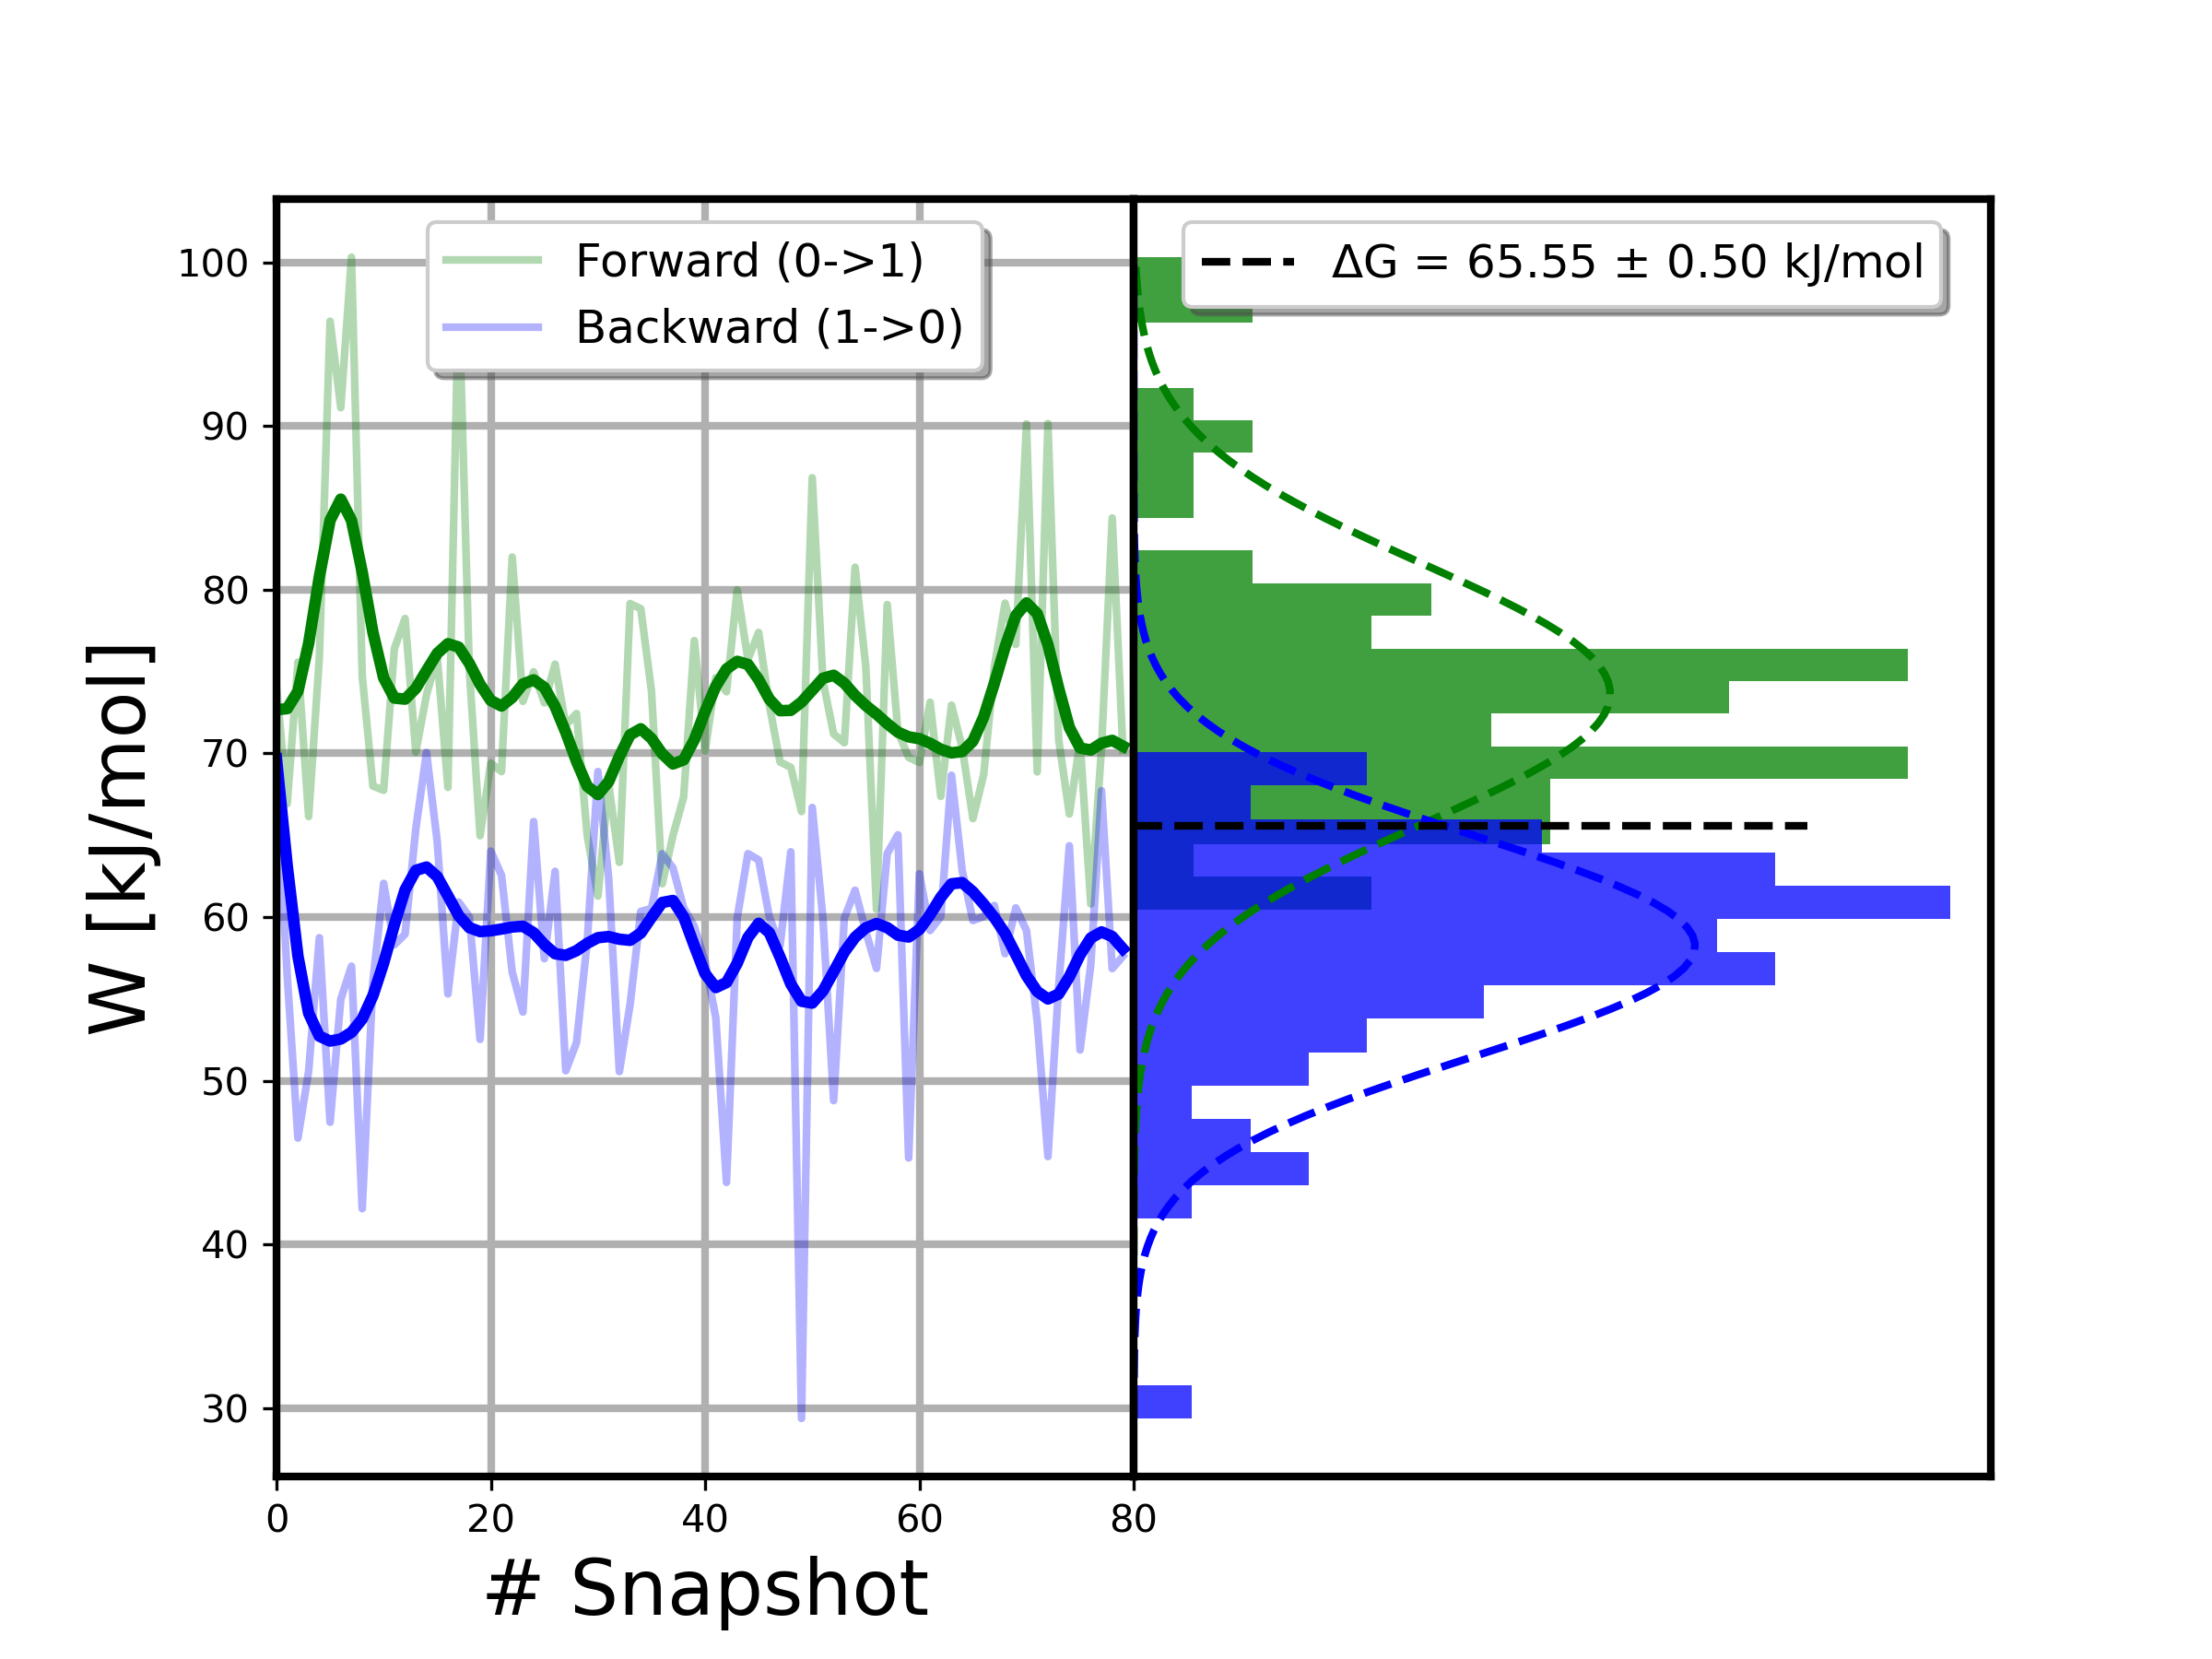 Forward (0->1)
Backward (1->0)
ΔG = 65.55 ± 0.50 kJ/mol
100
90
80
70
60
50
40
30
W [kJ/mol]
0 20 40 60 80
# Snapshot